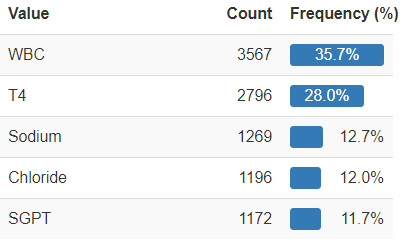 Value Count Frequency (%)
WBC 3567 35.7%
T4 2796 28.0%
Sodium 1269 12.7%
Chloride 1196 12.0%
SGPT 1172 11.7%